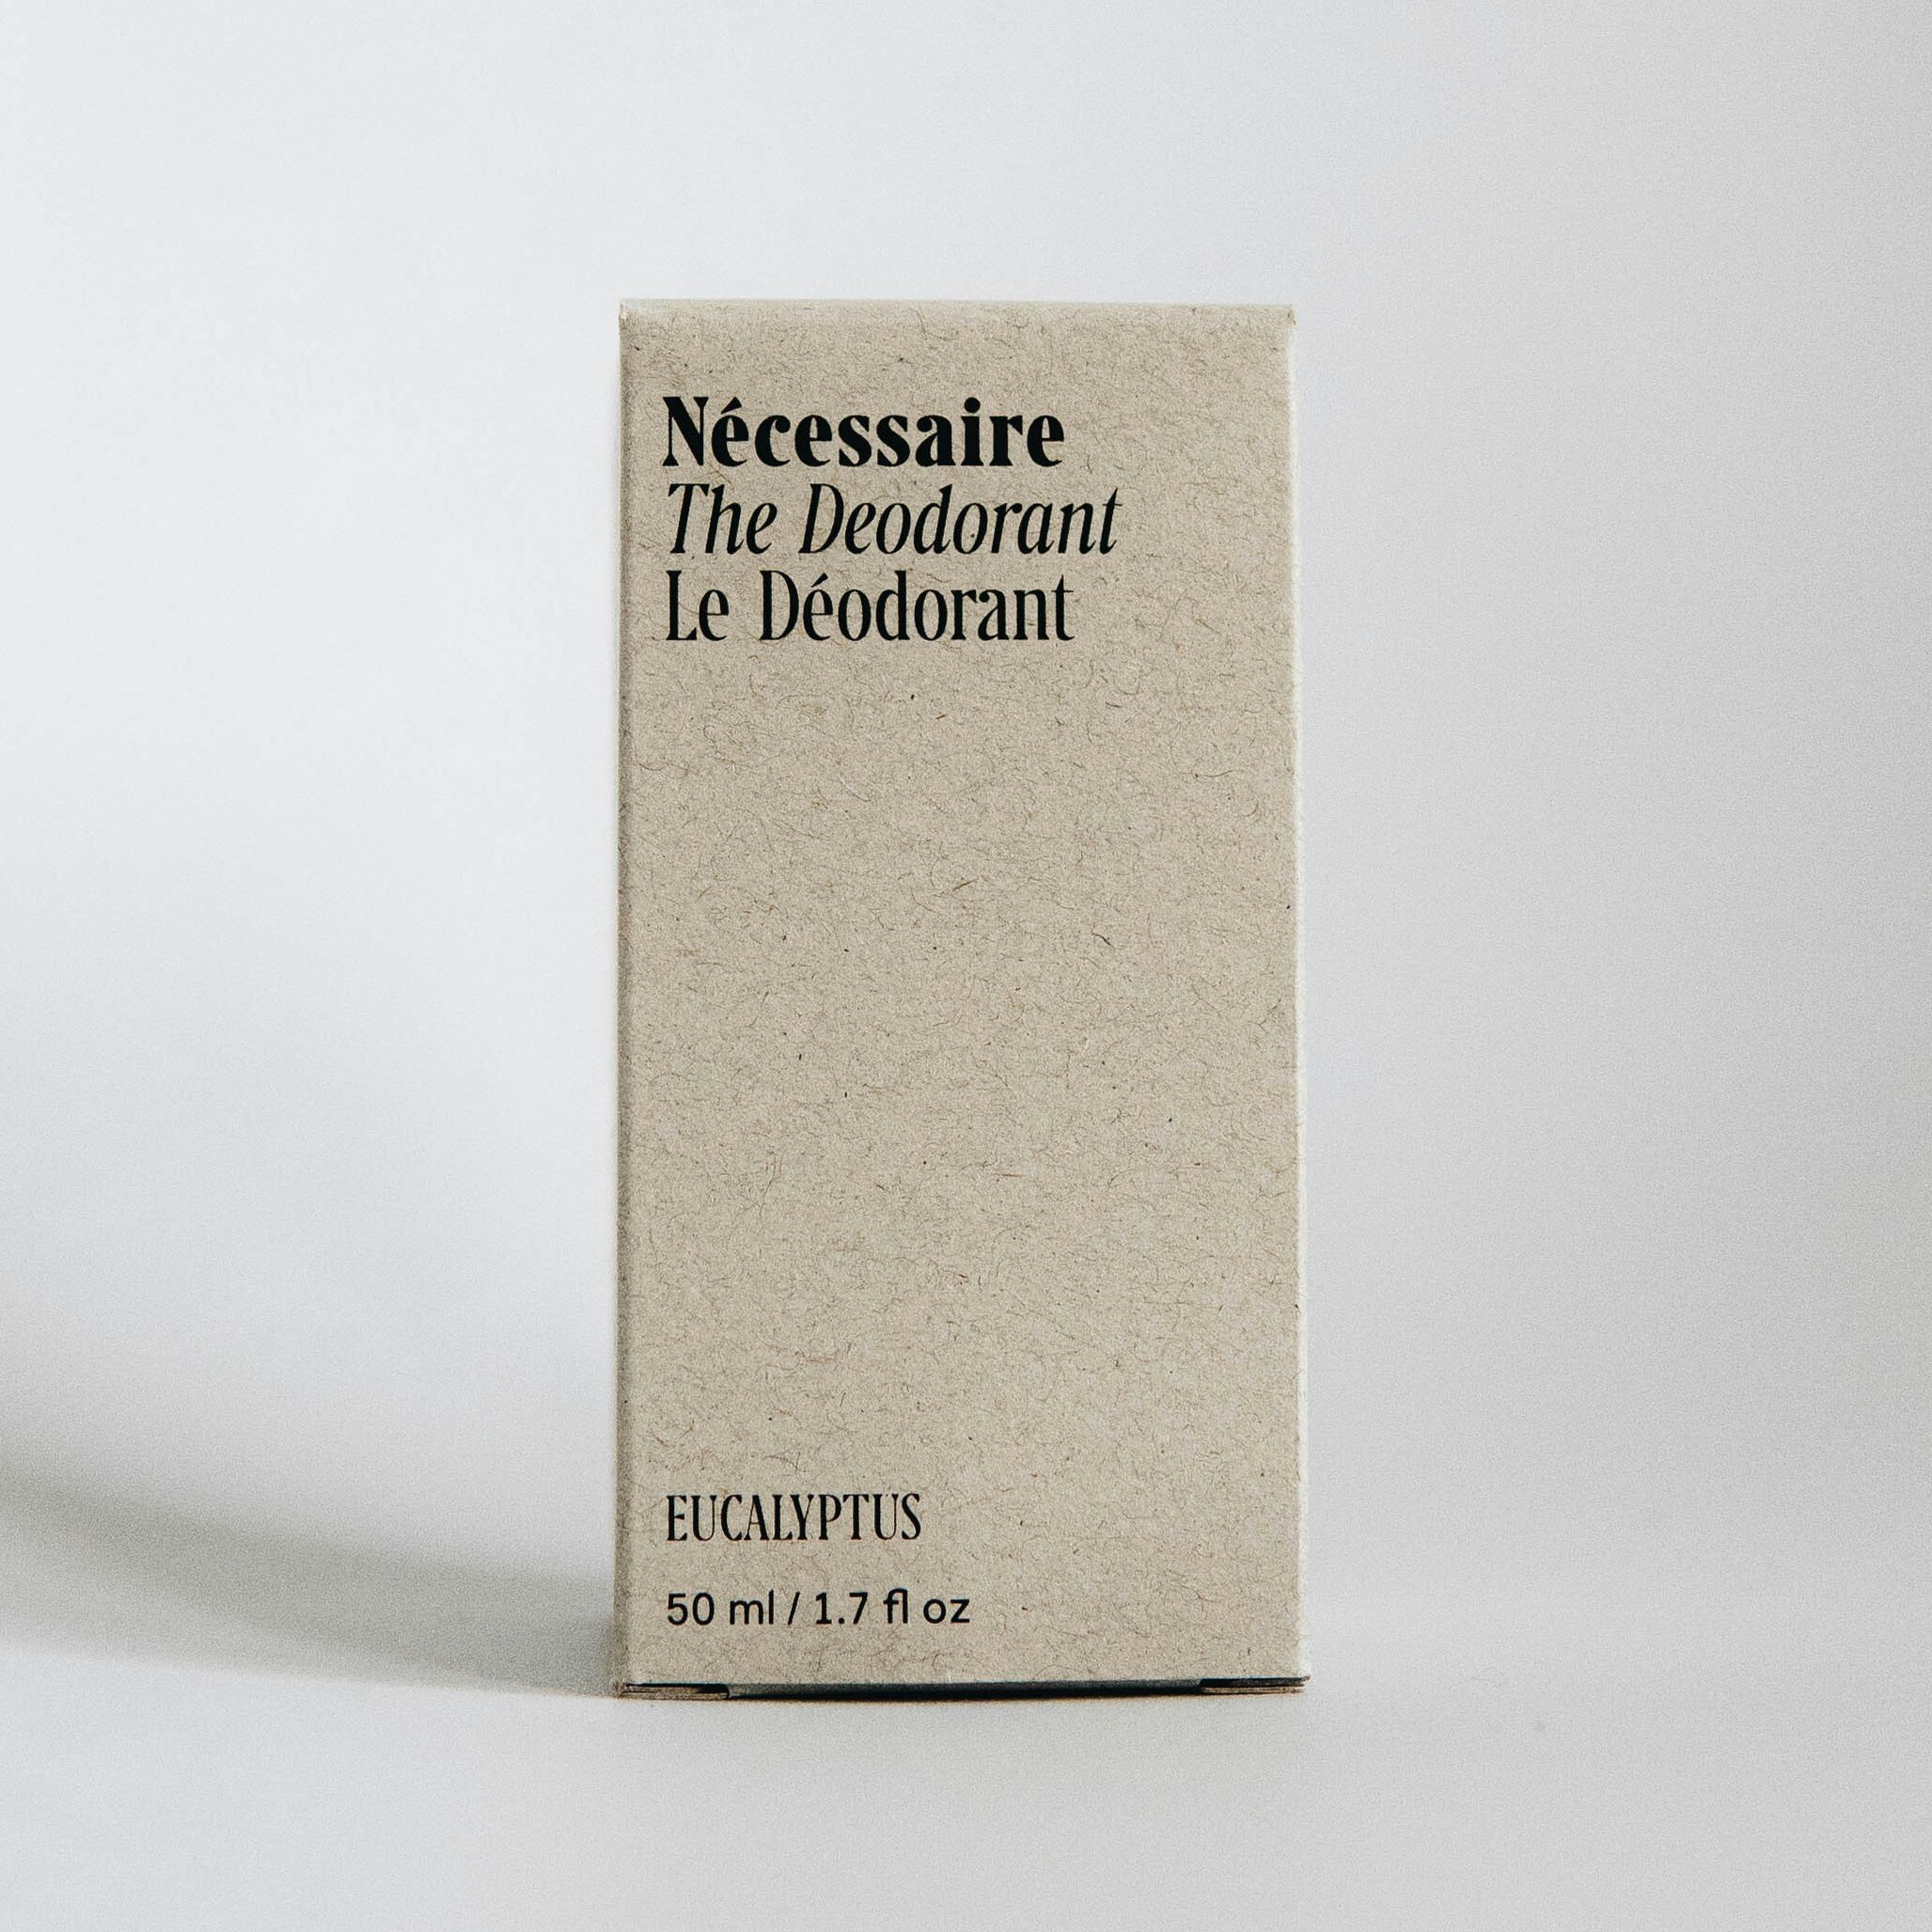 Nécessaire
The Deodorant
Le Déodorant
EUCALYPTUS
50 ml / 1.7 fl oz